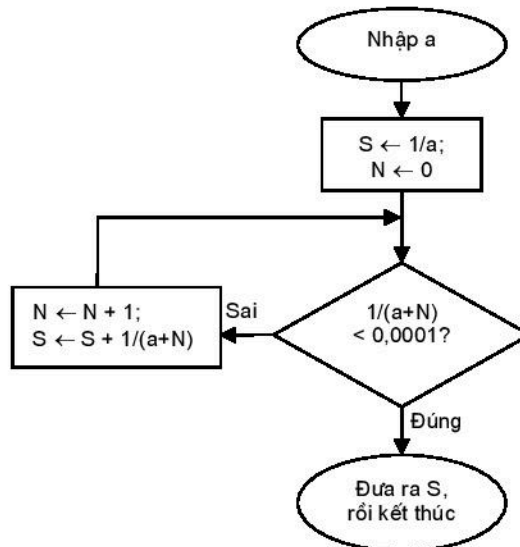 Nhập a
S ← 1/a;
N ← 0
1/(a+N)
< 0,0001?
Sai
N ← N + 1;
S ← S + 1/(a+N)
Đúng
Đưa ra S,
rồi kết thúc